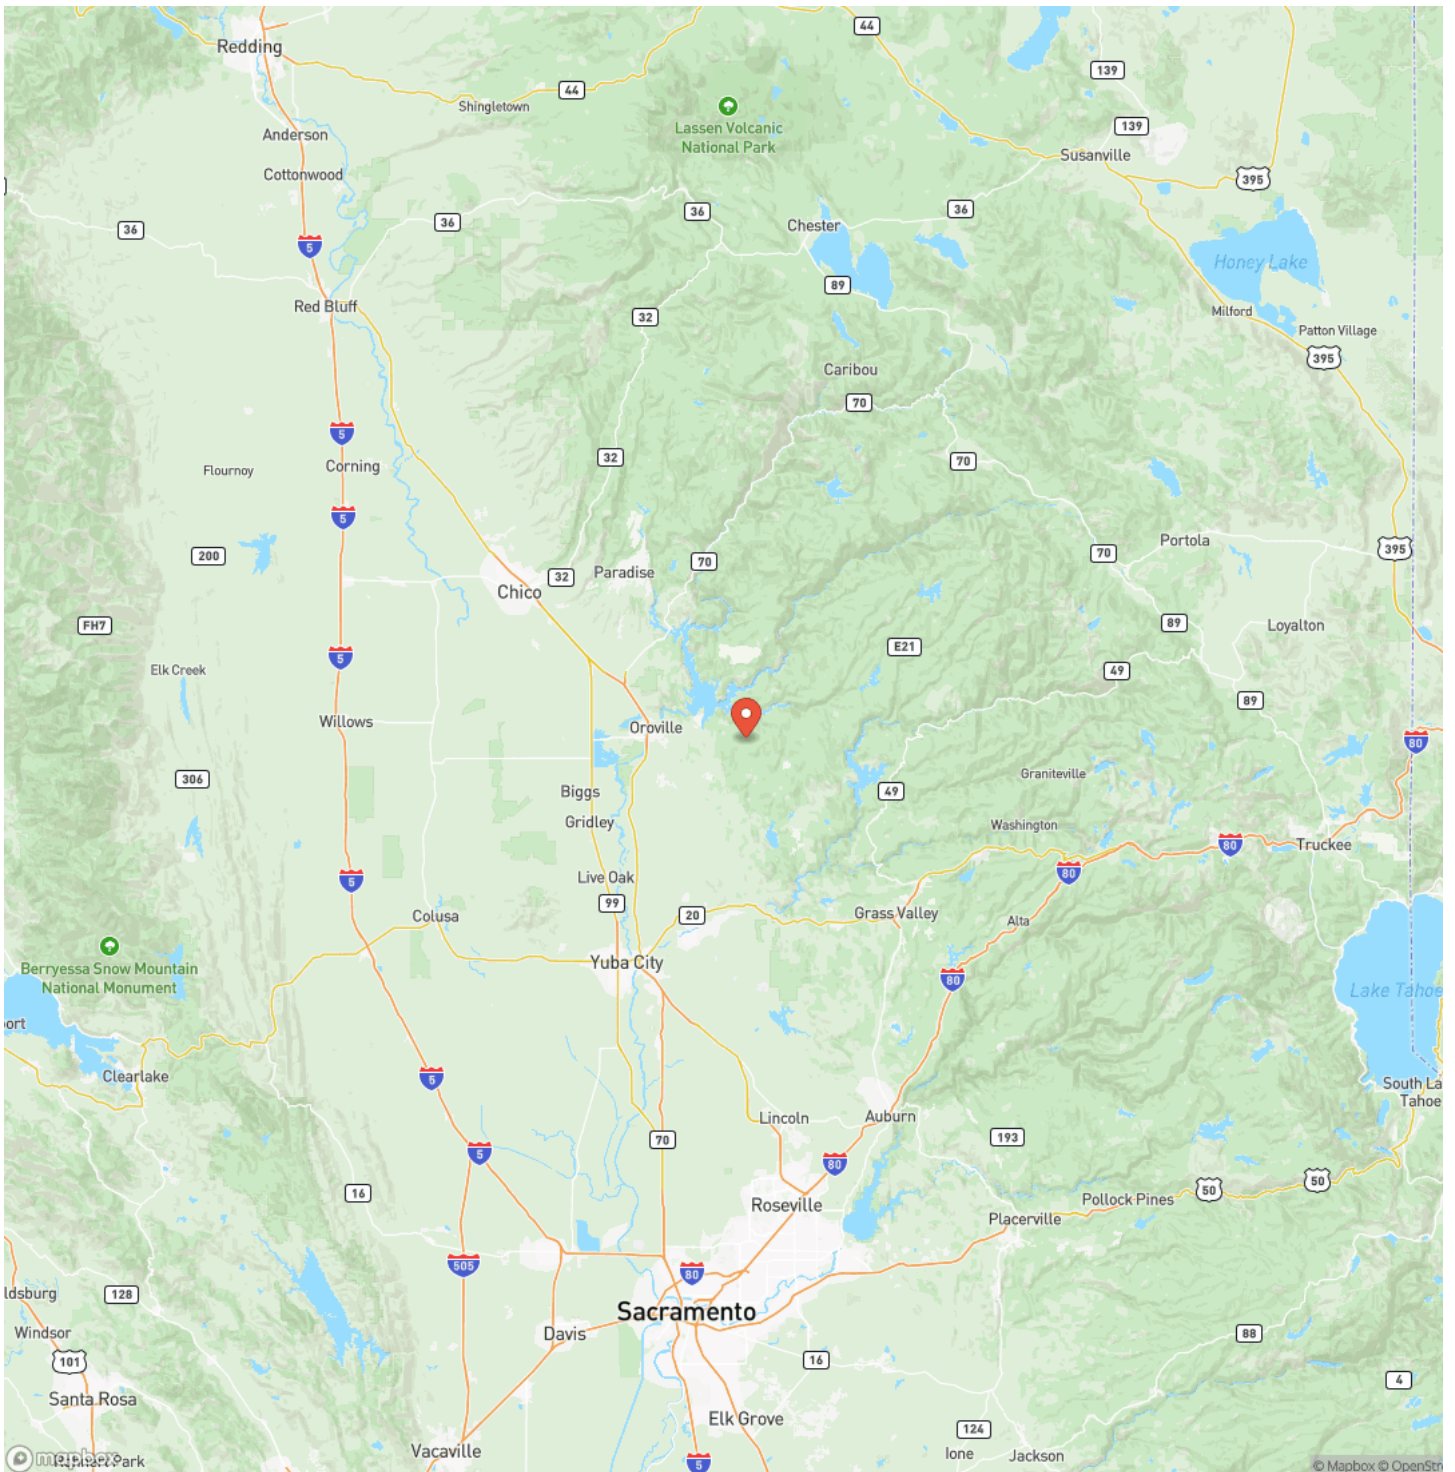 44
Redding
139
44
Shingletown
Lassen Volcanic
National Park
139
Anderson
Susanville
Cottonwood
395
36
36
36
36
Chester
5
Honey Lake
89
Red Bluff
32
Milford
Patton Village
395
Caribou
70
5
32
Corning
70
Flournoy
5
200
70
Portola
395
70
Paradise
32
Chico
FH7
89
Loyalton
E21
5
49
Elk Creek
89
Willows
Oroville
80
306
Graniteville
Biggs
49
Gridley
Washington
80
Truckee
Live Oak
80
5
99
20
Grass Valley
Colusa
Alta
Berryessa Snow Mountain
National Monument
Yuba City
80
Lake Tahoe
ort
Clearlake
5
South La
Tahoe
Lincoln
Auburn
70
193
5
80
16
50
50
Pollock Pines
Roseville
Placerville
505
80
ldsburg
128
Sacramento
Windsor
Davis
88
101
16
4
Santa Rosa
Elk Grove
124
Vacaville
Ione
Jackson
5
mapbox
Park
© Mapbox © OpenStr